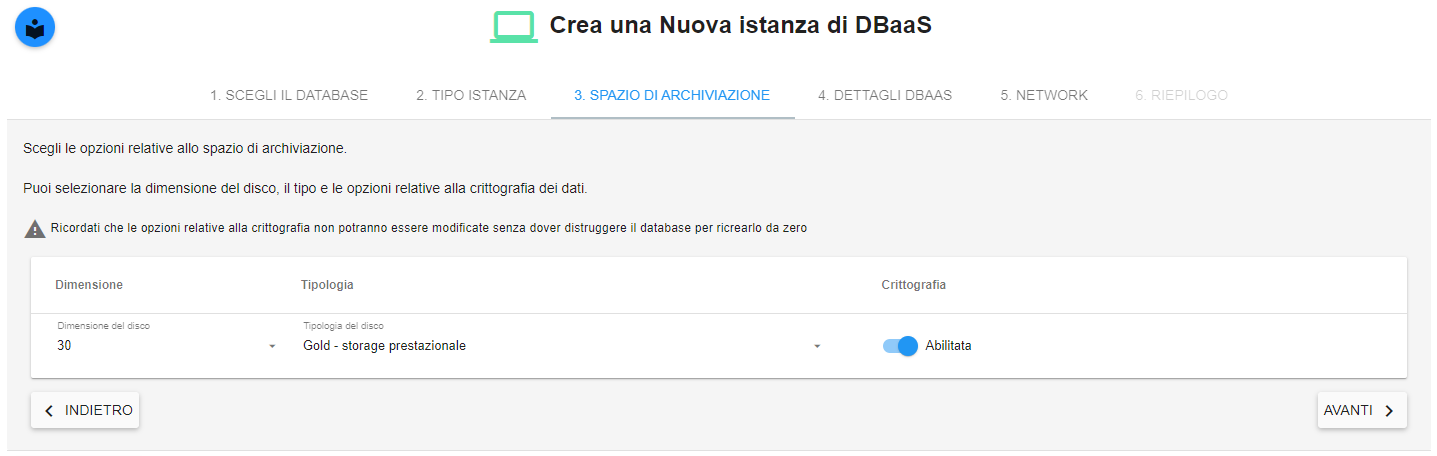 Crea una Nuova istanza di DBaaS
1. SCEGLI IL DATABASE 2. TIPO ISTANZA 3. SPAZIO DI ARCHIVIAZIONE 4. DETTAGLI DBAAS 5. NETWORK 6. RIEPILOGO
Scegli le opzioni relative allo spazio di archiviazione.
Puoi selezionare la dimensione del disco, il tipo e le opzioni relative alla crittografia dei dati.
Ricordati che le opzioni relative alla crittografia non potranno essere modificate senza dover distruggere il database per ricrearlo da zero
Dimensione Tipologia Crittografia
Dimensione del disco Tipologia del disco
30 Gold - storage prestazionale Abilitata
INDIETRO AVANTI